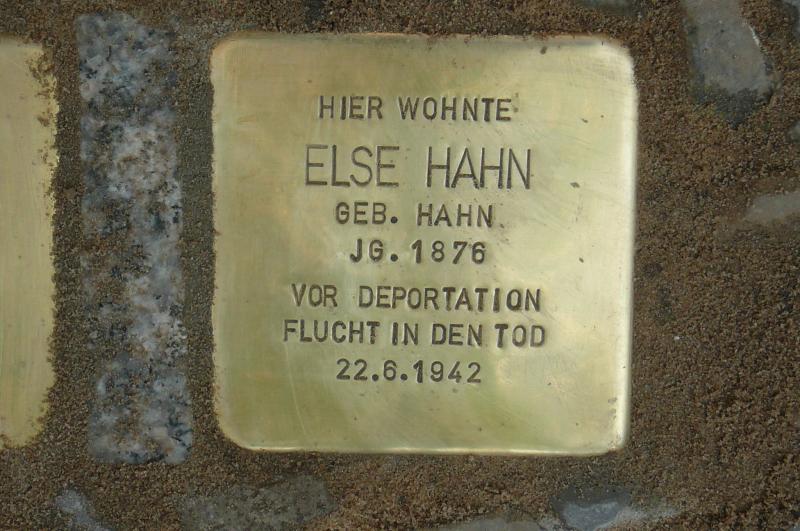 HIER WOHNTE
ELSE HAHN
GEB. HAHN
JG. 1876
VOR DEPORTATION
FLUCHT IN DEN TOD
22.6.1942